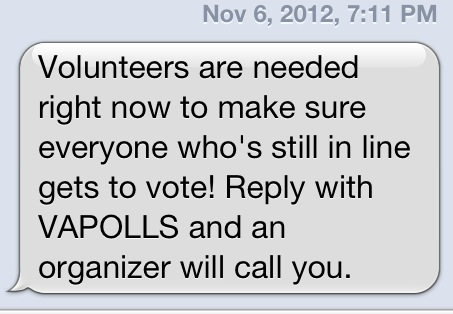 Nov 6, 2012, 7:11 PM
Volunteers are needed
right now to make sure
everyone who's still in line
gets to vote! Reply with
VAPOLLS and an
organizer will call you.